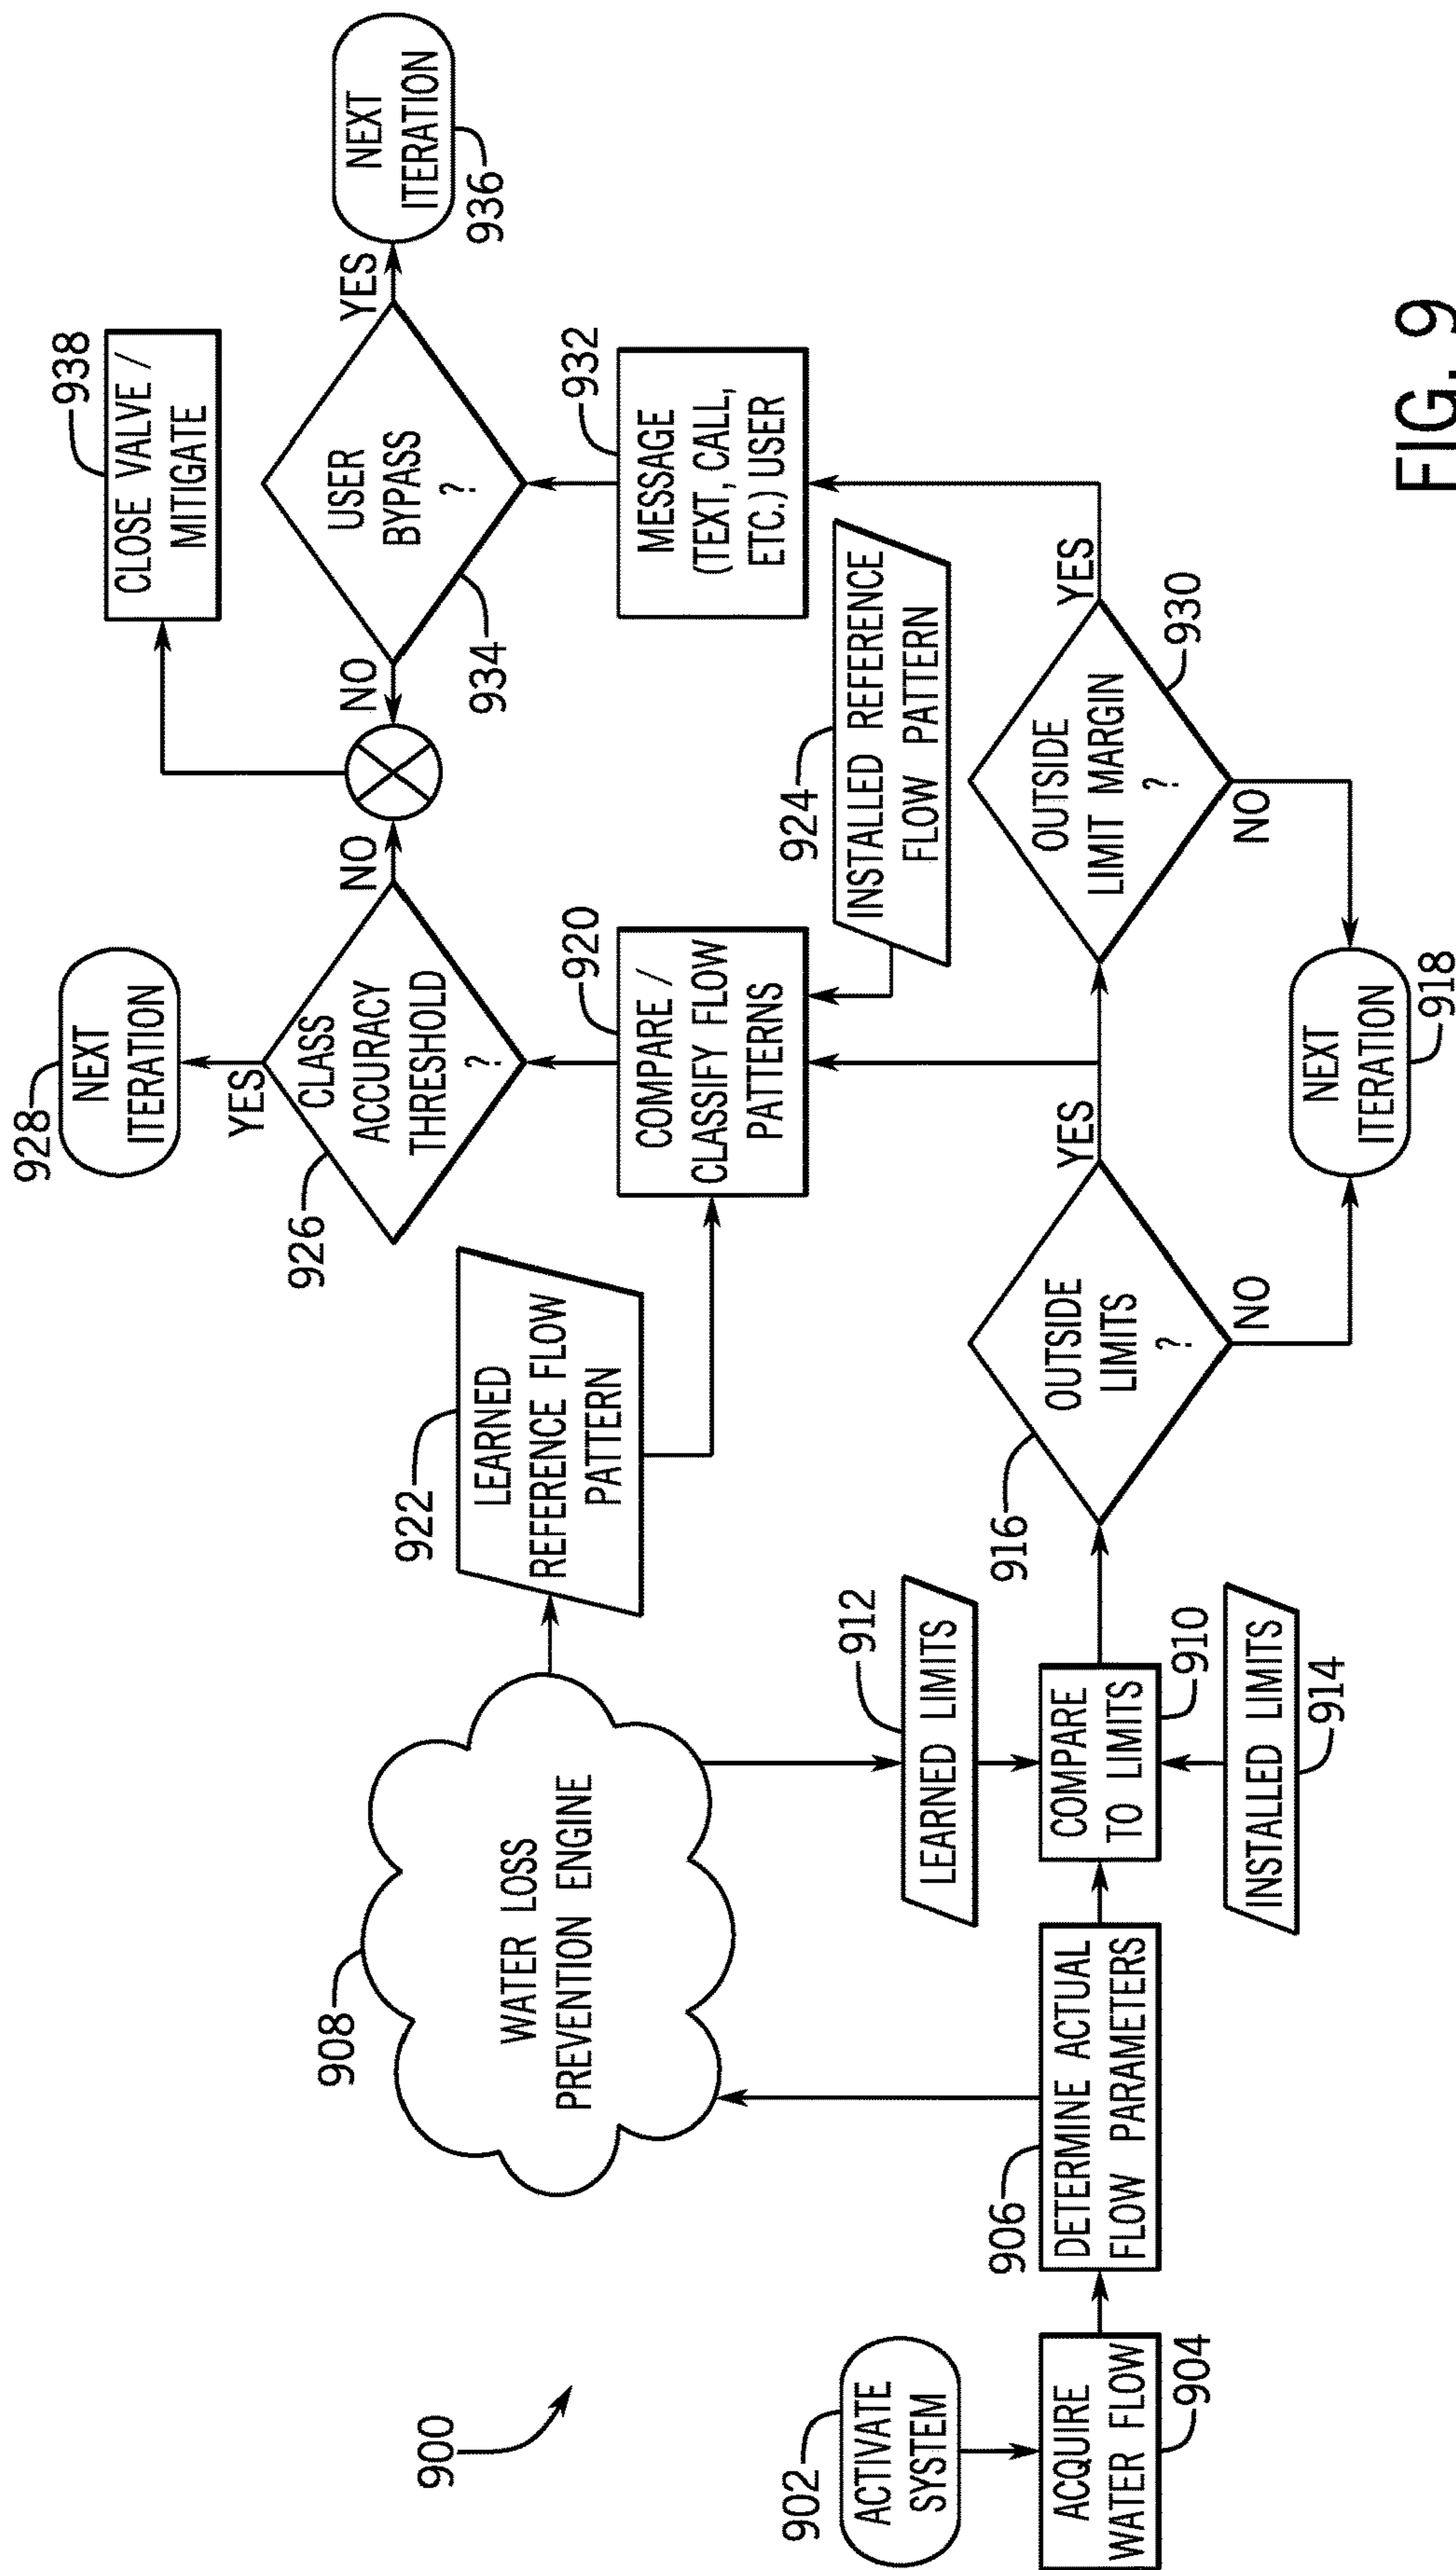 900
902
ACTIVATE
SYSTEM
ACQUIRE
WATER FLOW
904
906
DETERMINE ACTUAL
FLOW PARAMETERS
908
WATER LOSS
PREVENTION ENGINE
912
LEARNED LIMITS
COMPARE
TO LIMITS
910
INSTALLED LIMITS
914
916
OUTSIDE
LIMITS
?
YES
NO
NEXT
ITERATION
918
922
LEARNED
REFERENCE FLOW
PATTERN
920
COMPARE /
CLASSIFY FLOW
PATTERNS
924
INSTALLED REFERENCE
FLOW PATTERN
926
CLASS
ACCURACY
THRESHOLD
?
YES
NO
928
NEXT
ITERATION
OUTSIDE
LIMIT MARGIN
?
930
YES
NO
932
MESSAGE
(TEXT, CALL,
ETC.) USER
USER
BYPASS
?
934
NO
YES
NEXT
ITERATION
936
938
CLOSE VALVE /
MITIGATE
FIG. 9